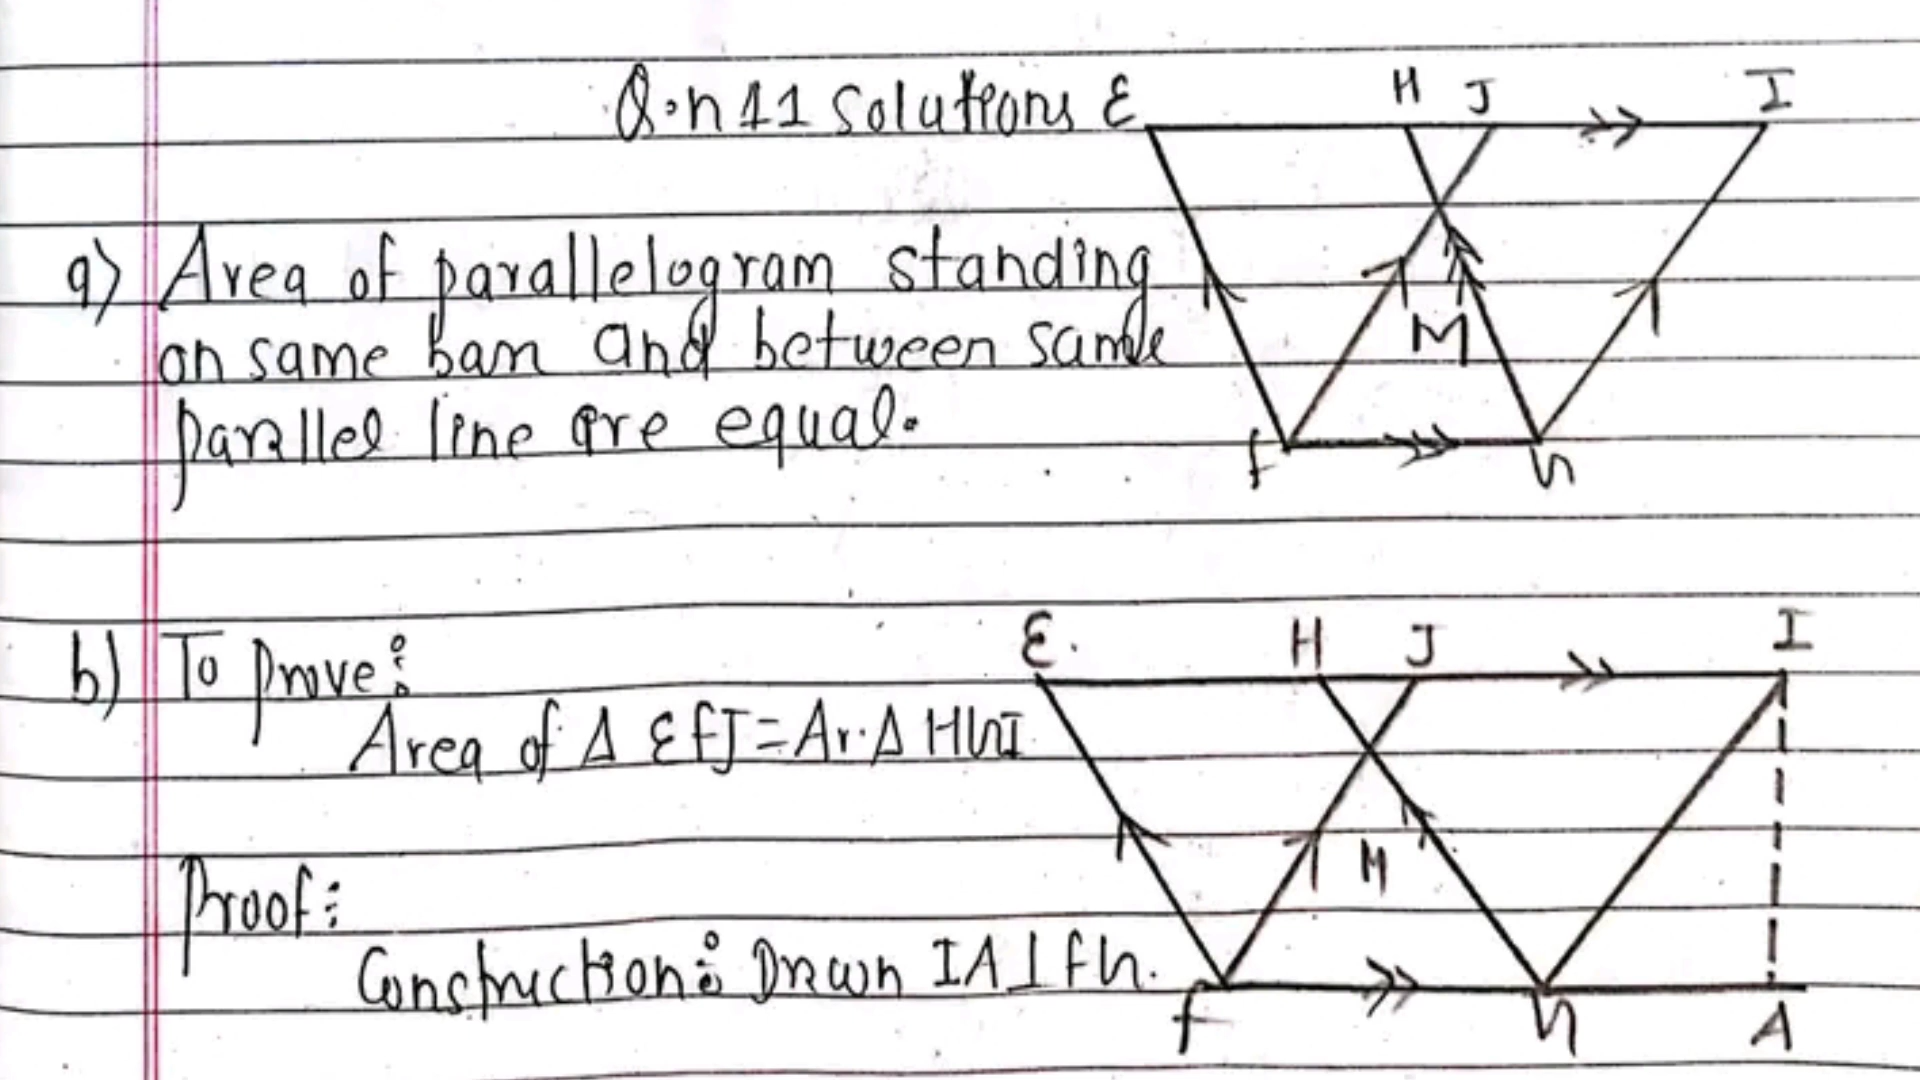 Q.n 11 Solutions
E H J I
a) Area of parallelogram standing
on same bam and between same
parallel line are equal.
M
F G
b) To prove:
E H J I
Area of Δ EFJ = Ar. Δ HGI
M
Proof:
Construction: Drawn IA ⊥ FG.
F G A